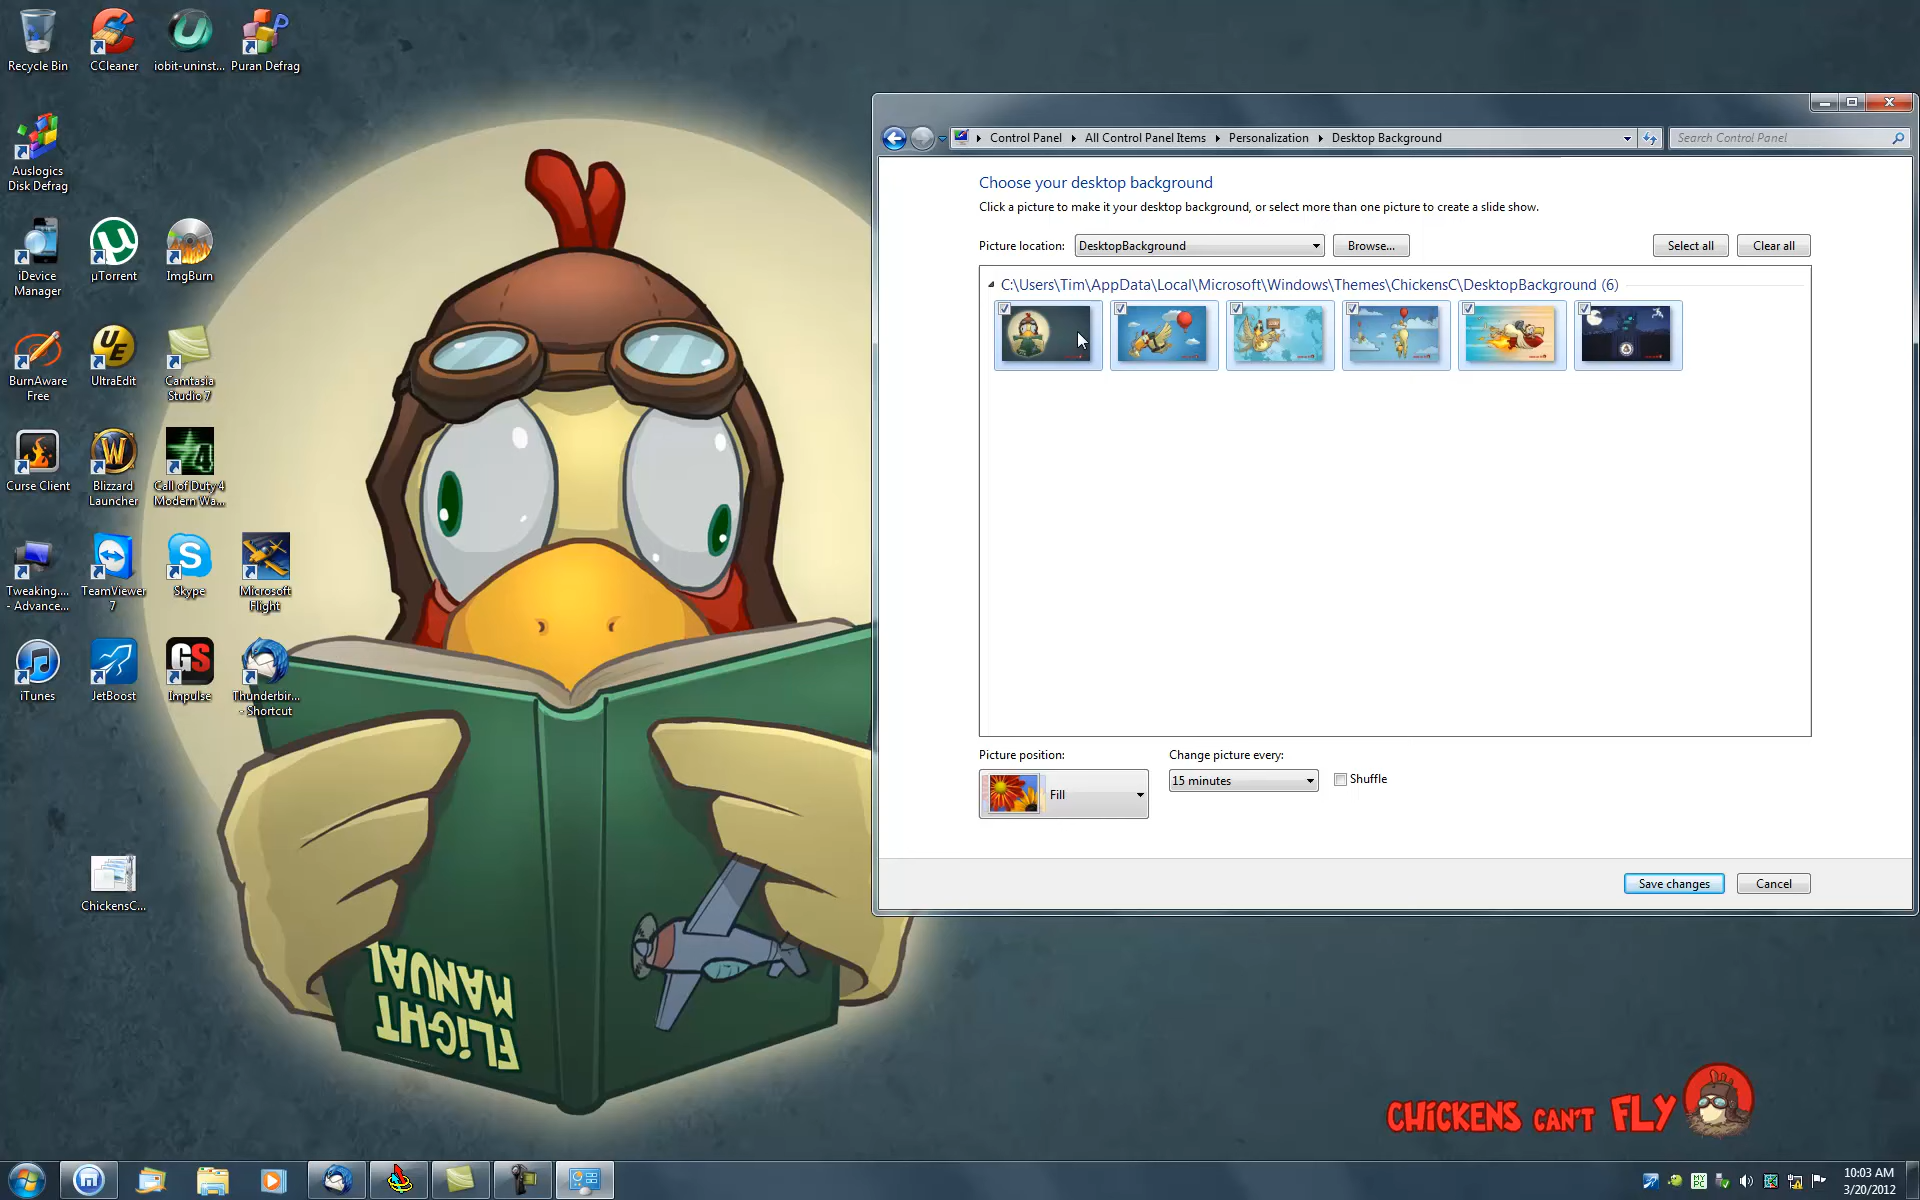 Recycle Bin
CCleaner
iobit-uninst...
Puran Defrag
Auslogics
Disk Defrag
iDevice
Manager
µTorrent
ImgBurn
BurnAware
Free
UltraEdit
Camtasia
Studio 7
Curse Client
Blizzard
Launcher
Call of Duty 4
Modern Wa...
Tweaking....
- Advance...
TeamViewer
7
Skype
Microsoft
Flight
iTunes
JetBoost
Impulse
Thunderbir...
- Shortcut
ChickensC...
FLIGHT
MANUAL
Control Panel
All Control Panel Items
Personalization
Desktop Background
Search Control Panel
Choose your desktop background
Click a picture to make it your desktop background, or select more than one picture to create a slide show.
Picture location:
DesktopBackground
Browse...
Select all
Clear all
C:\Users\Tim\AppData\Local\Microsoft\Windows\Themes\ChickensC\DesktopBackground (6)
Picture position:
Fill
Change picture every:
15 minutes
Shuffle
Save changes
Cancel
CHICKENS CAN'T FLY
10:03 AM
3/20/2012